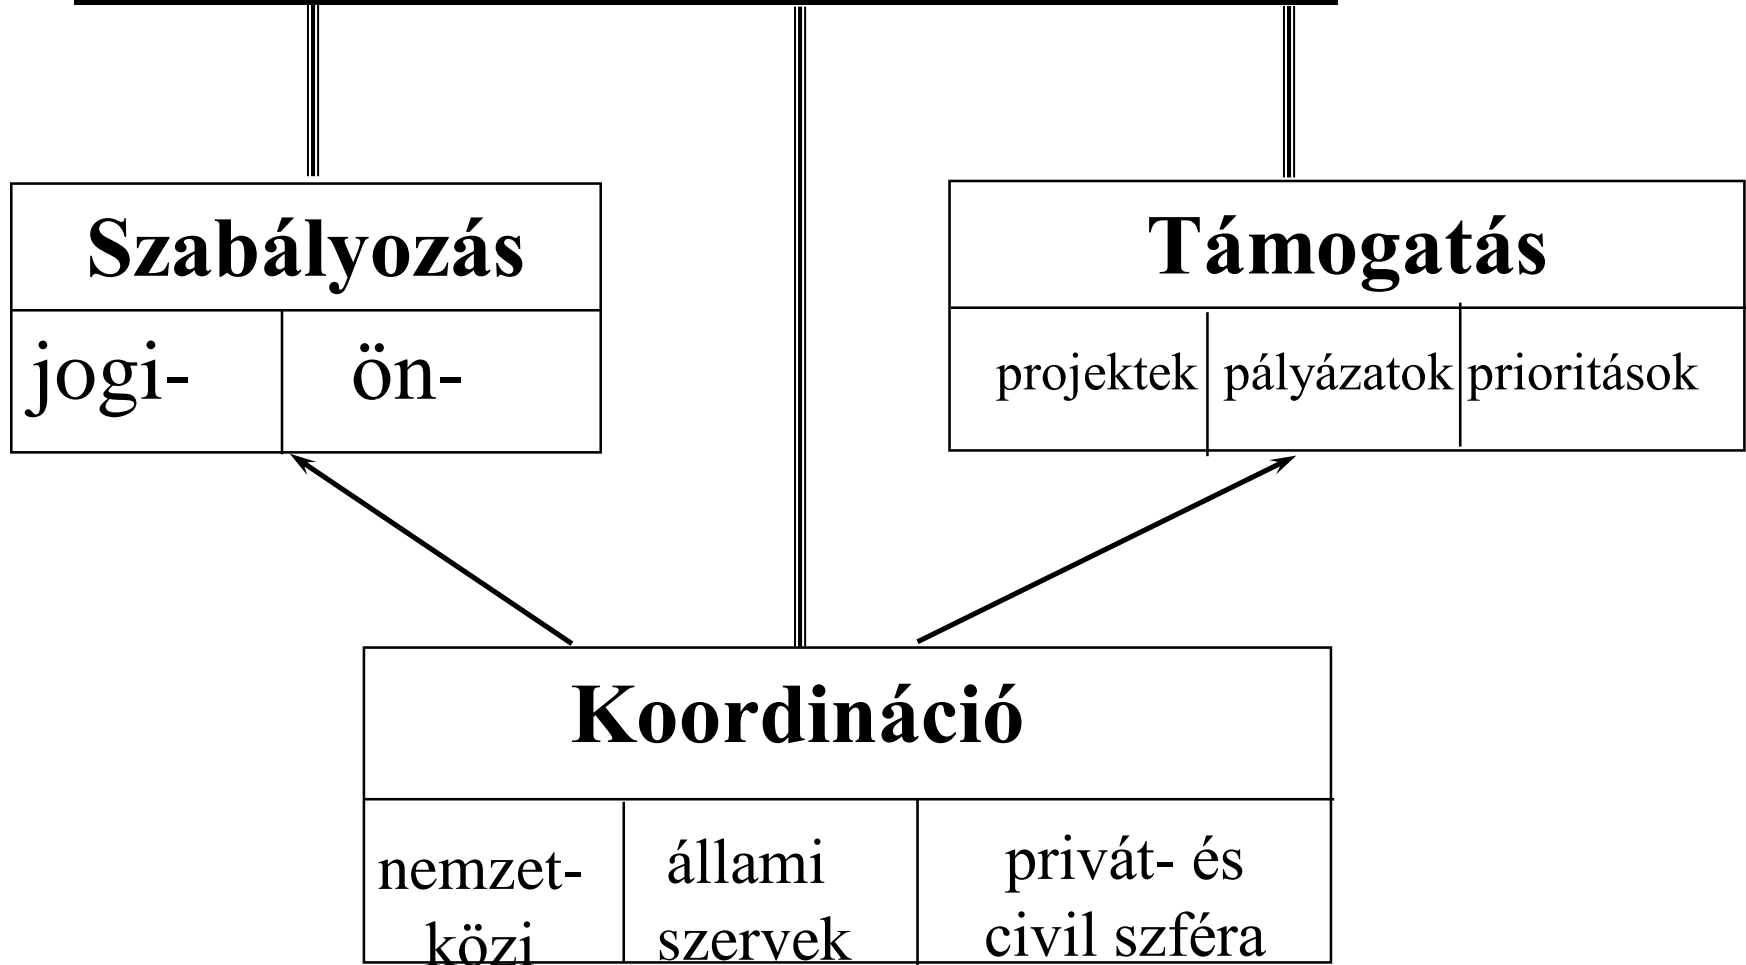 Szabályozás
jogi-
ön-
Támogatás
projektek
pályázatok
prioritások
Koordináció
nemzet-
közi
állami
szervek
privát- és
civil szféra